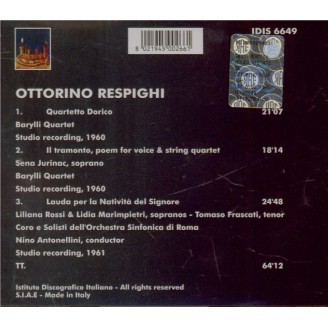 IDIS 6649
8 021945 002661
OTTORINO RESPIGHI
1. Quartetto Dorico 21'07
Barylli Quartet
Studio recording, 1960
2. Il tramonto, poem for voice & string quartet 18'14
Sena Jurinac, soprano
Barylli Quartet
Studio recording, 1960
3. Lauda per la Natività del Signore 24'48
Liliana Rossi & Lidia Marimpietri, sopranos - Tomaso Frascati, tenor
Coro e Solisti dell'Orchestra Sinfonica di Roma
Nino Antonellini, conductor
Studio recording, 1961
TT. 64'12
Istituto Discografico Italiano - All rights reserved
S.I.A.E - Made in Italy